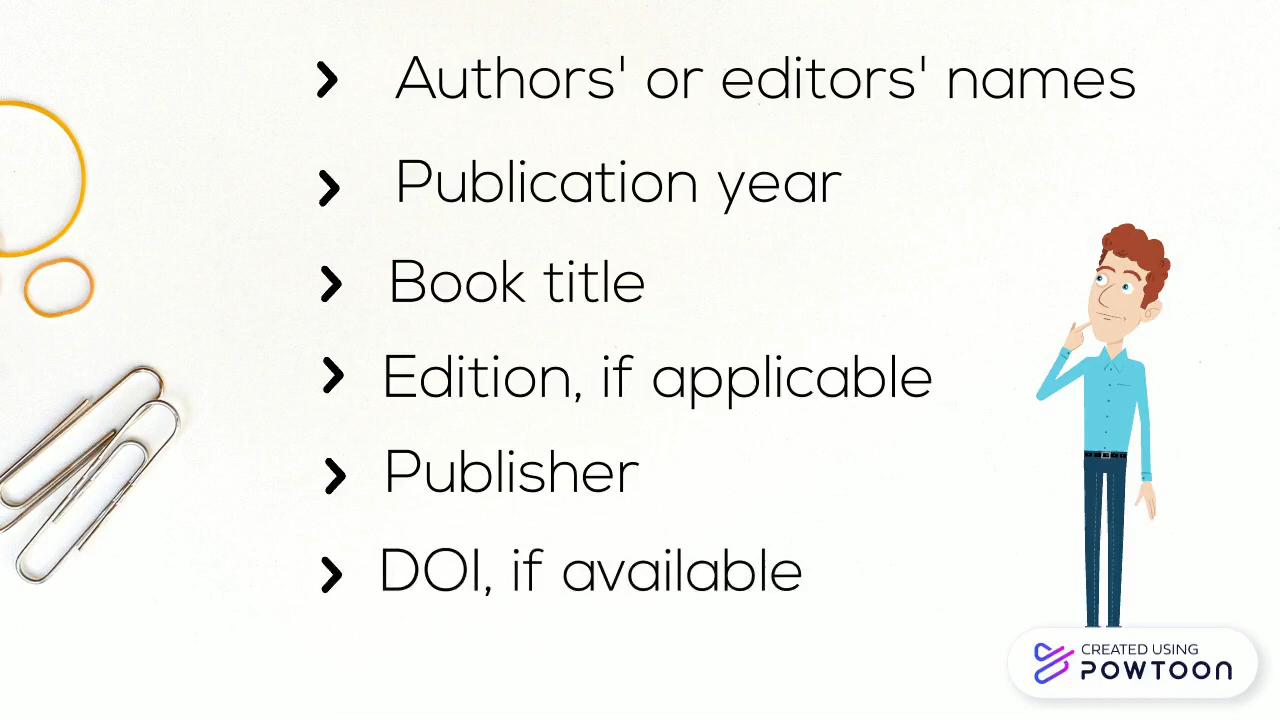 Authors' or editors' names
Publication year
Book title
Edition, if applicable
Publisher
DOI, if available
CREATED USING
POWTOON